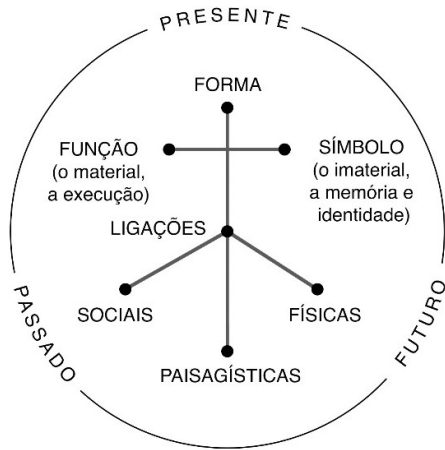 PRESENTE
FORMA
FUNÇÃO
(o material,
a execução)
SÍMBOLO
(o imaterial,
a memória e
identidade)
LIGAÇÕES
SOCIAIS
FÍSICAS
PAISAGÍSTICAS
PASSADO
FUTURO